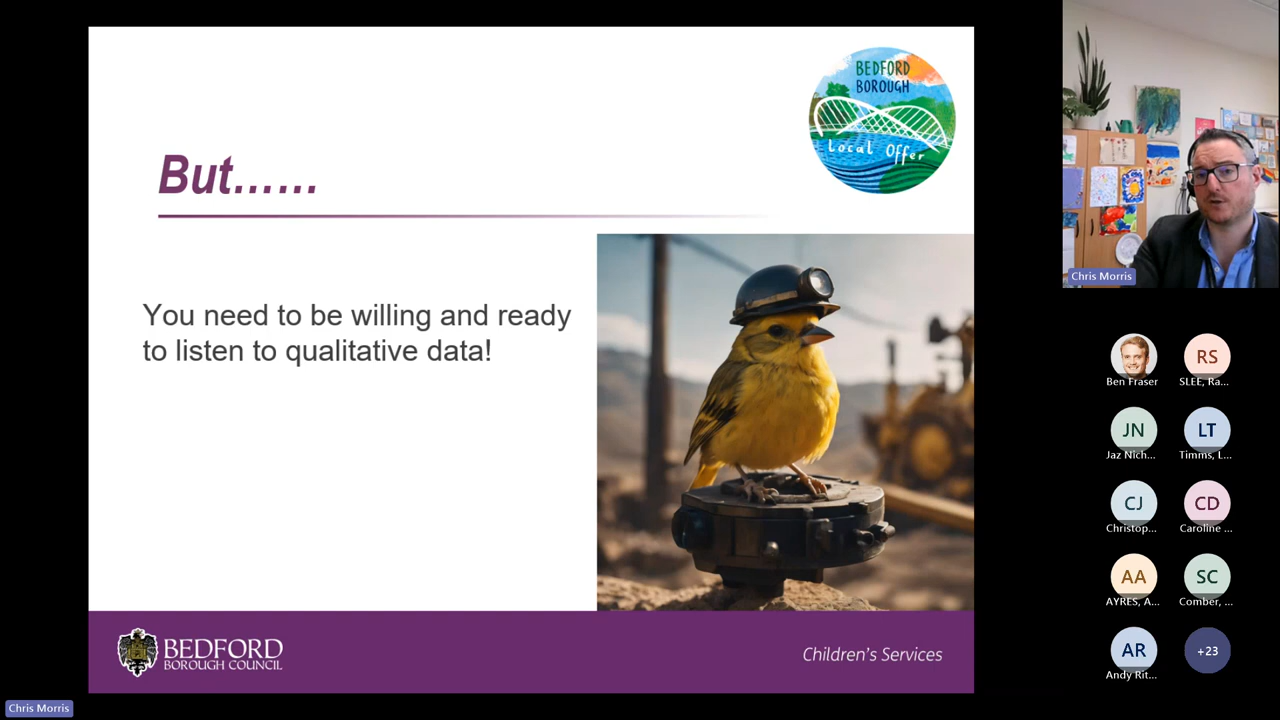 BEDFORD
BOROUGH
Local Offer
But......
You need to be willing and ready
to listen to qualitative data!
BEDFORD
BOROUGH COUNCIL
Children's Services
Chris Morris
Chris Morris
Ben Fraser
RS
SLEE, Ra...
JN
Jaz Nich...
LT
Timms, L...
CJ
Christop...
CD
Caroline ...
AA
AYRES, A...
SC
Comber, ...
AR
Andy Rit...
+23